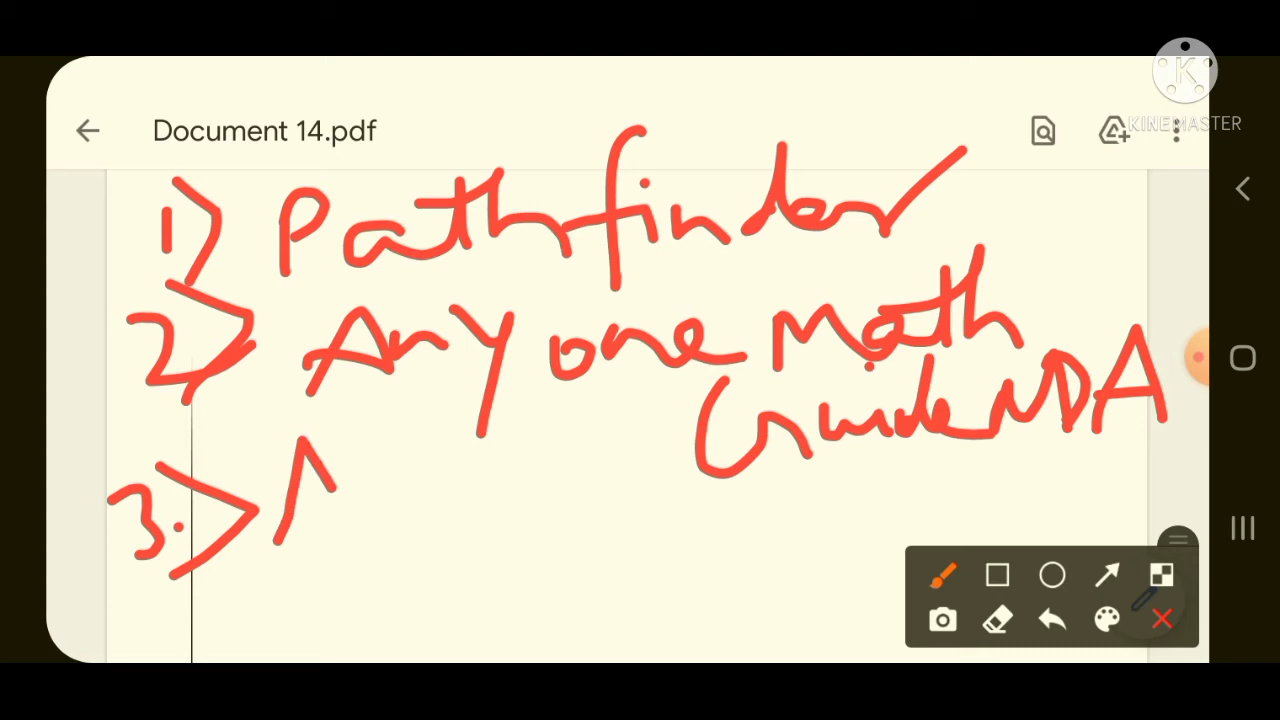 Document 14.pdf
KINEMASTER
1) Pathfinder
2) Any one Math
Guide NDA
3.)